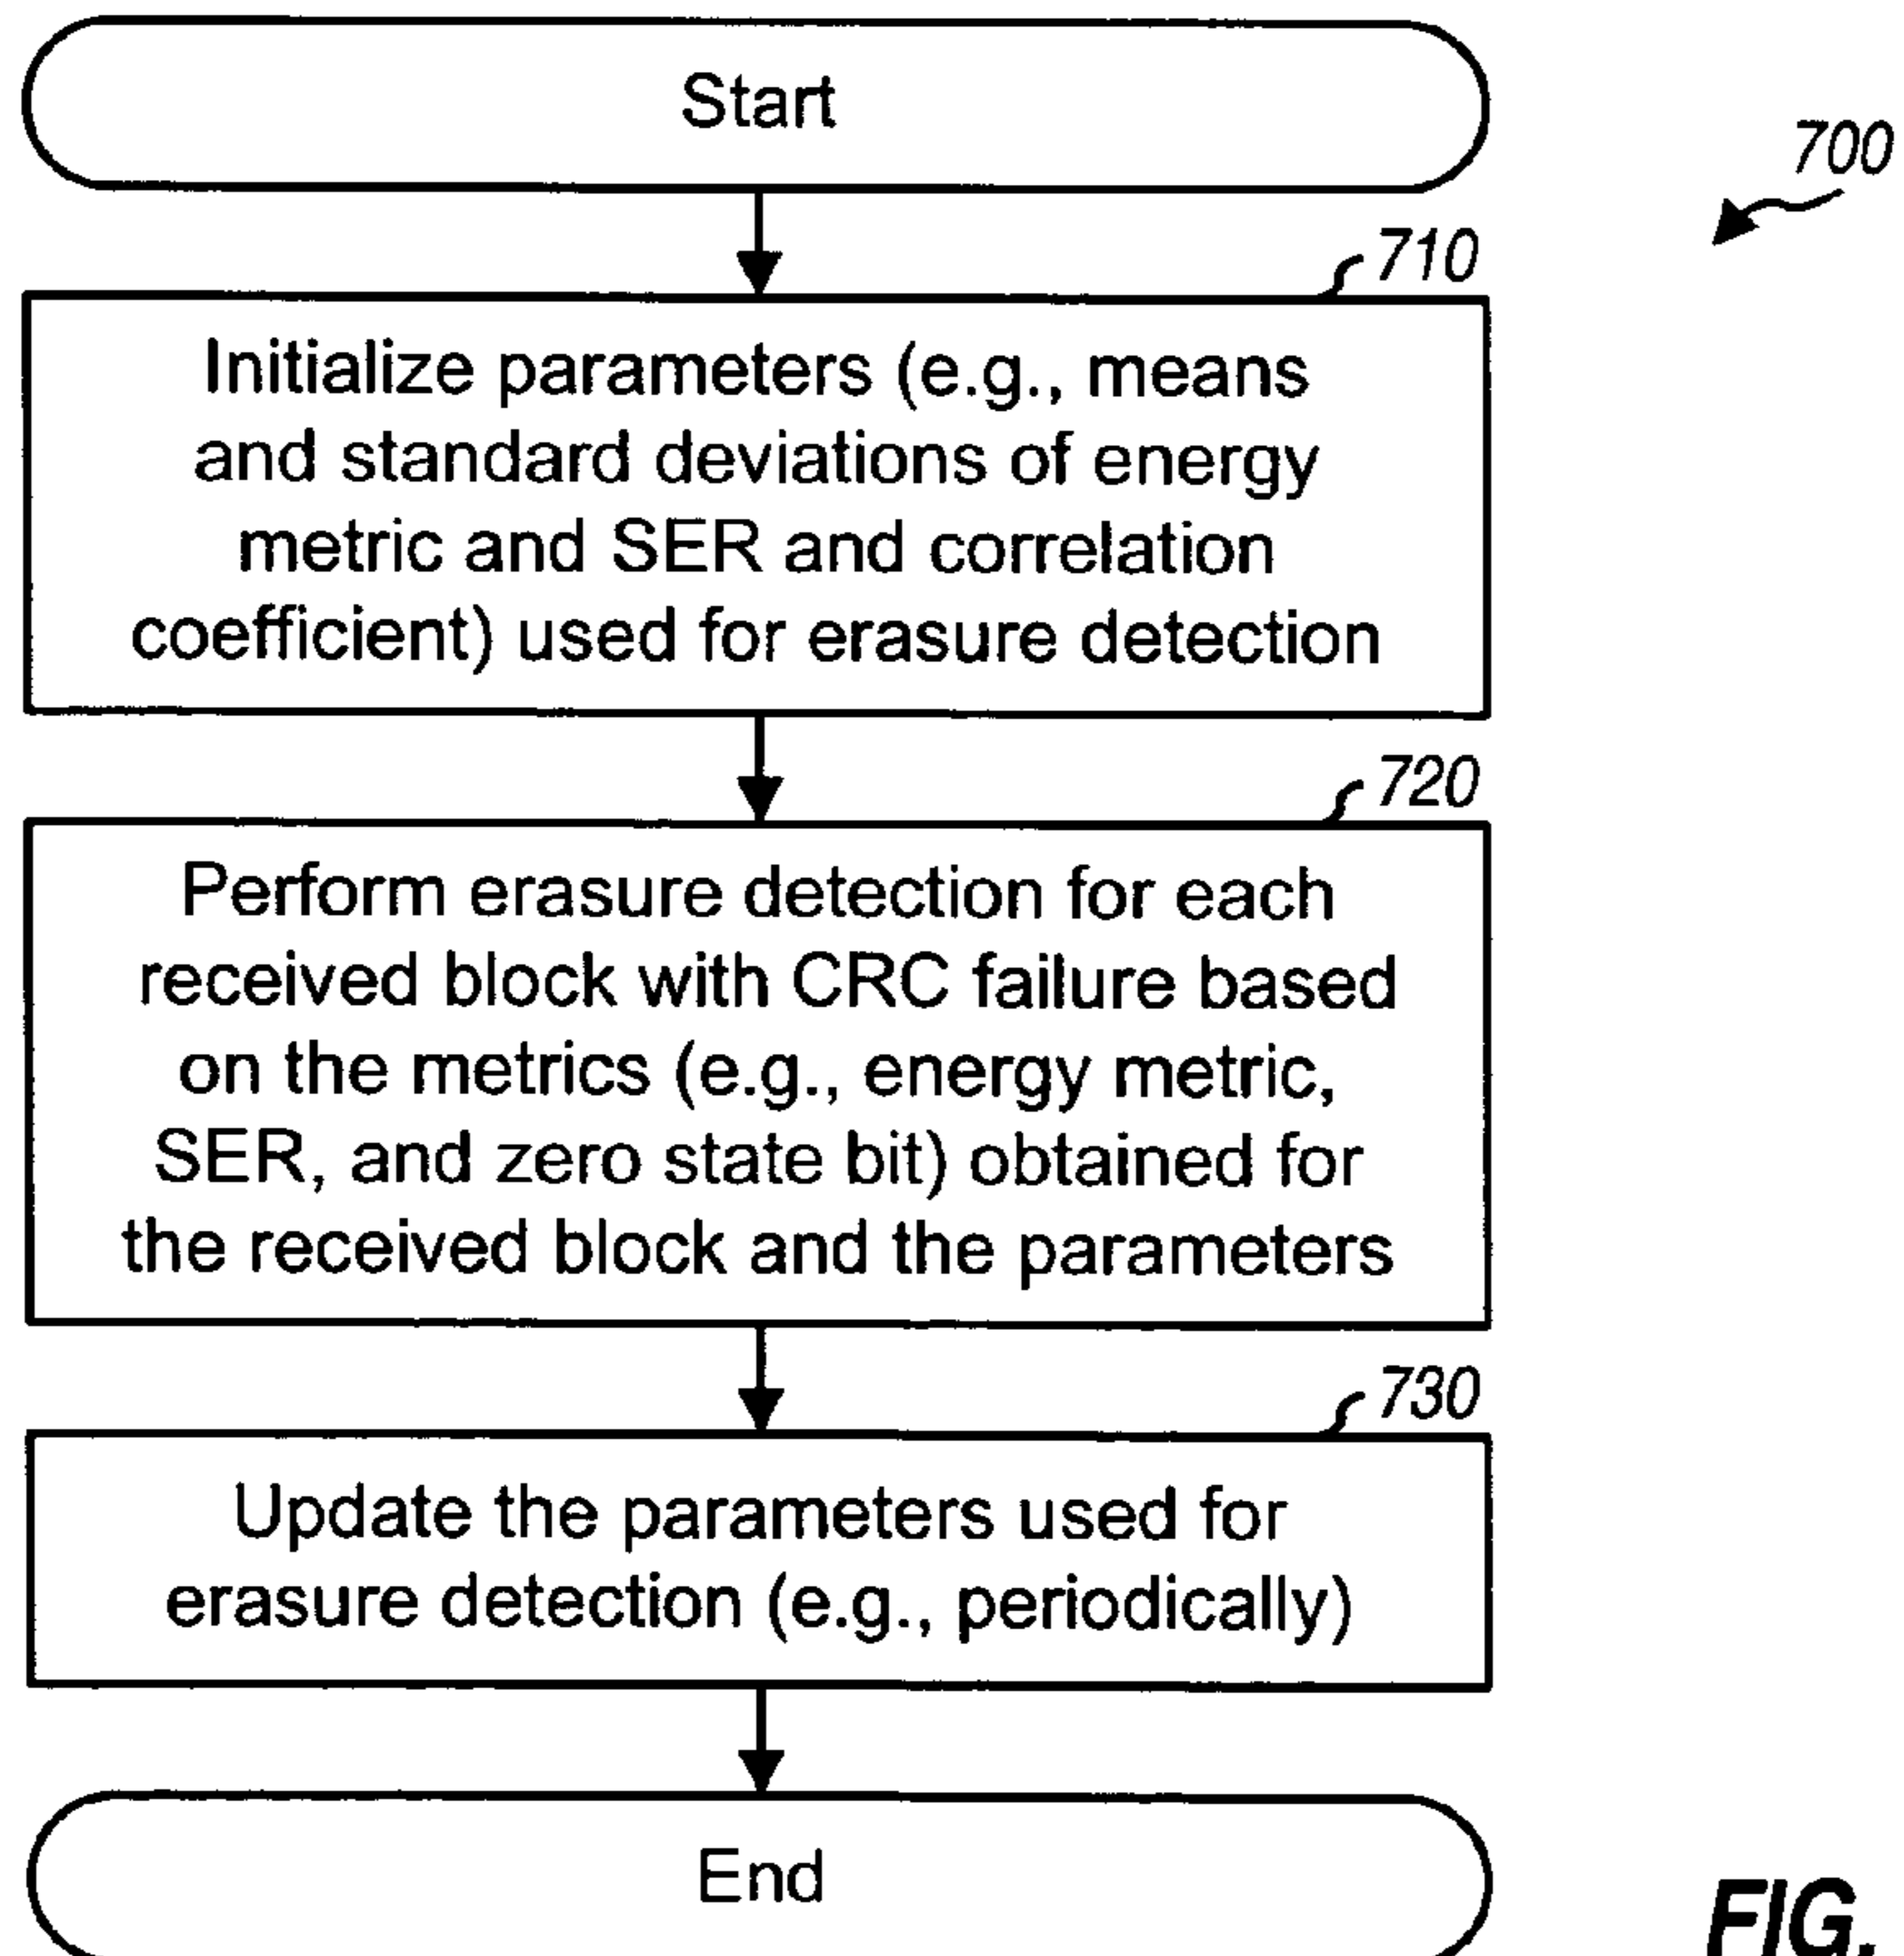 Start
700
710
Initialize parameters (e.g., means
and standard deviations of energy
metric and SER and correlation
coefficient) used for erasure detection
720
Perform erasure detection for each
received block with CRC failure based
on the metrics (e.g., energy metric,
SER, and zero state bit) obtained for
the received block and the parameters
730
Update the parameters used for
erasure detection (e.g., periodically)
End
FIG.